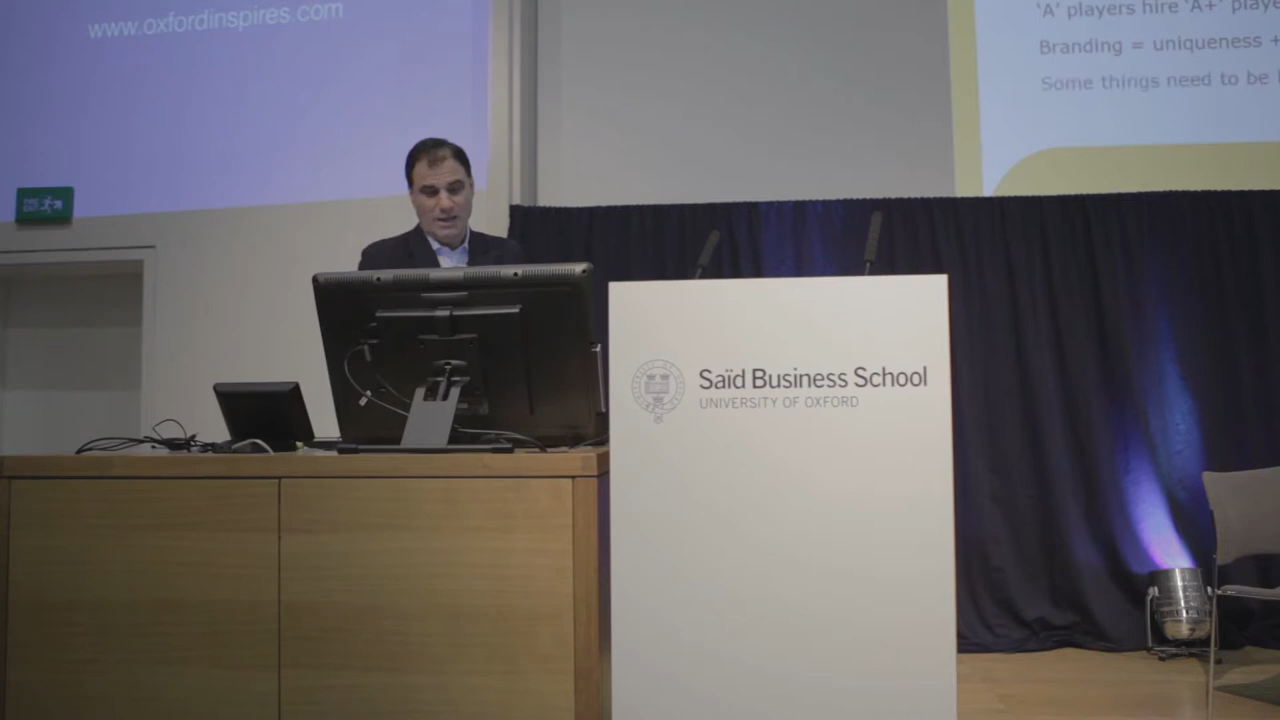 www.oxfordinspires.com
'A' players hire 'A+'
Branding = uniqueness +
Some things need to be
Saïd Business School
UNIVERSITY OF OXFORD